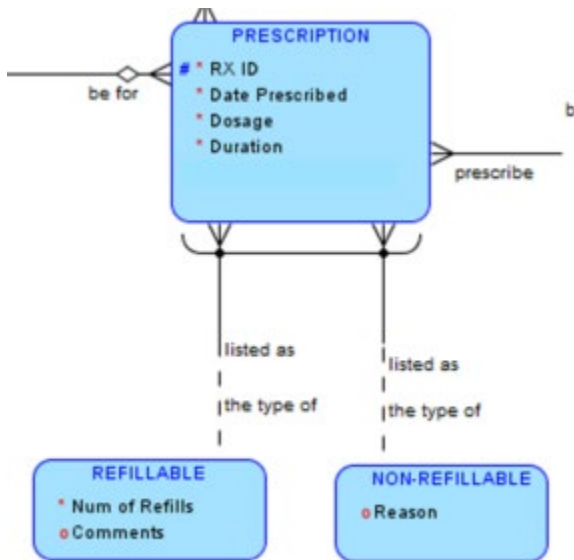 PRESCRIPTION
# * RX ID
be for
* Date Prescribed
* Dosage
* Duration
b
prescribe
listed as
listed as
the type of
the type of
REFILLABLE
NON-REFILLABLE
* Num of Refills
o Comments
o Reason